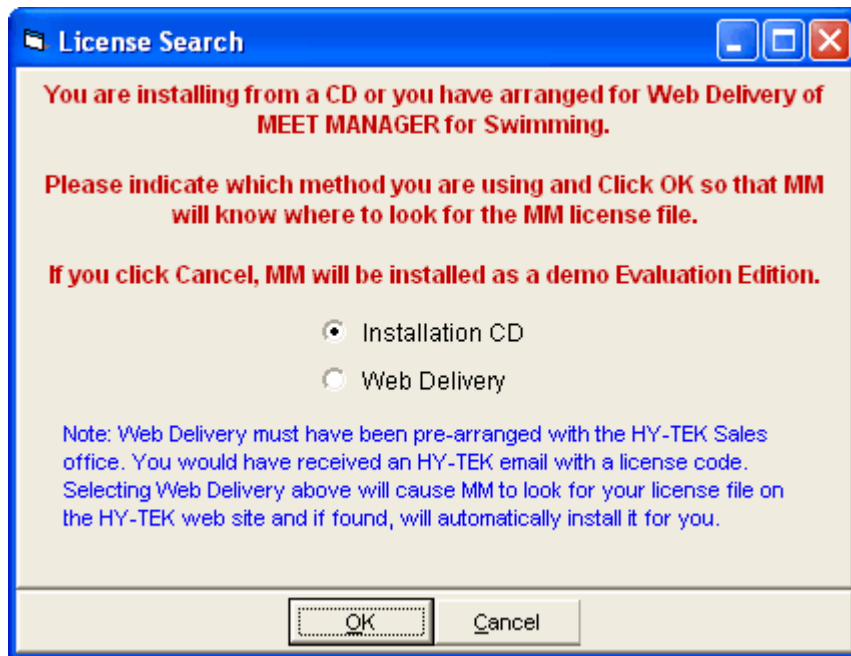 License Search
You are installing from a CD or you have arranged for Web Delivery of
MEET MANAGER for Swimming.
Please indicate which method you are using and Click OK so that MM
will know where to look for the MM license file.
If you click Cancel, MM will be installed as a demo Evaluation Edition.
Installation CD
Web Delivery
Note: Web Delivery must have been pre-arranged with the HY-TEK Sales
office. You would have received an HY-TEK email with a license code.
Selecting Web Delivery above will cause MM to look for your license file on
the HY-TEK web site and if found, will automatically install it for you.
OK Cancel